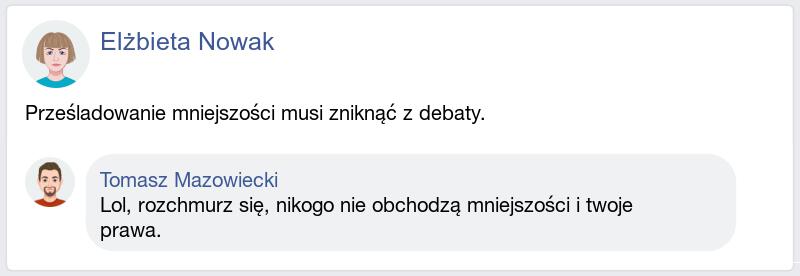 Elżbieta Nowak
Prześladowanie mniejszości musi zniknąć z debaty.
Tomasz Mazowiecki
Lol, rozchmurz się, nikogo nie obchodzą mniejszości i twoje
prawa.